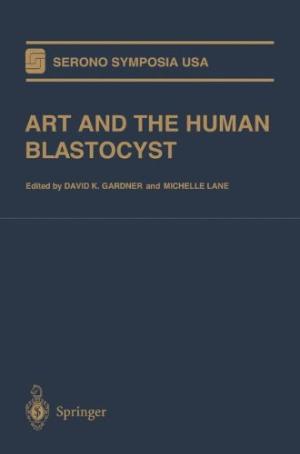 SERONO SYMPOSIA USA
ART AND THE HUMAN
BLASTOCYST
Edited by DAVID K. GARDNER and MICHELLE LANE
Springer